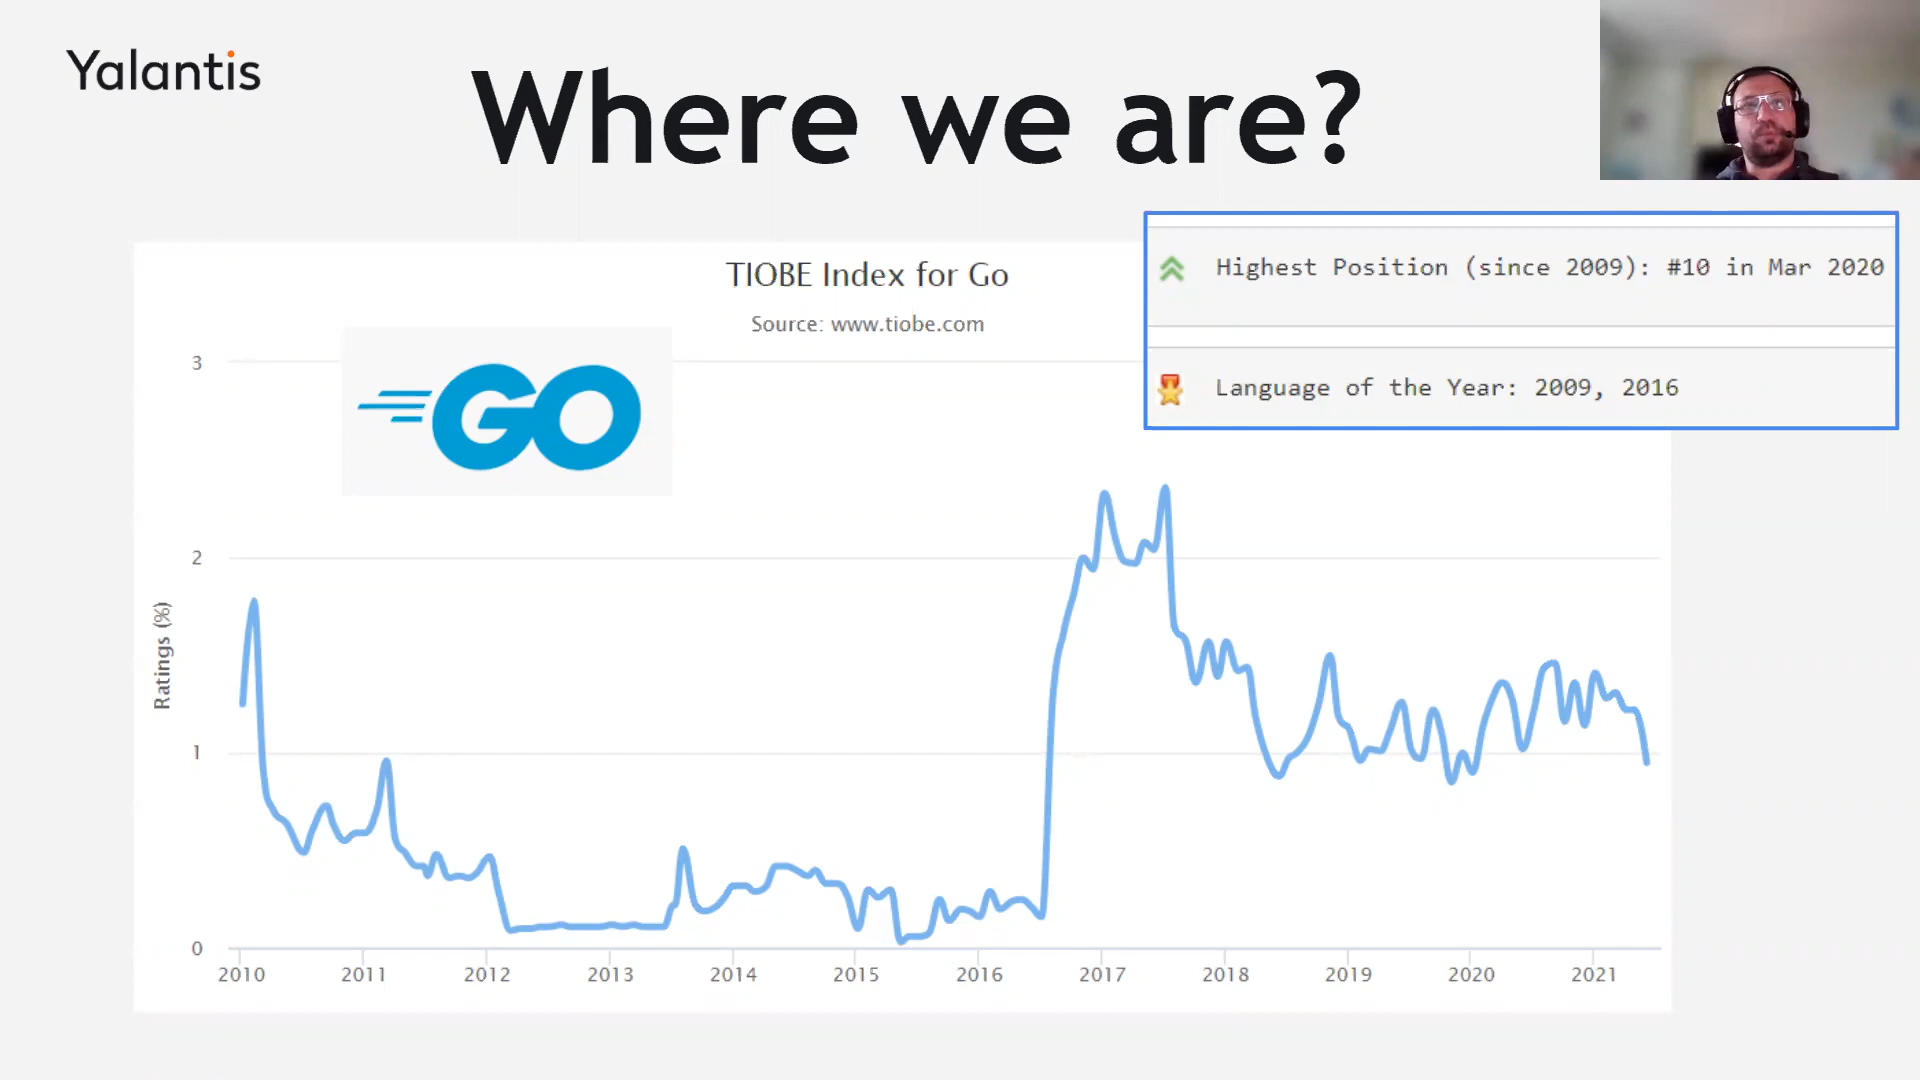 Yalantis
Where we are?
TIOBE Index for Go
Source: www.tiobe.com
Highest Position (since 2009): #10 in Mar 2020
Language of the Year: 2009, 2016
GO
Ratings (%)
3
2
1
0
2010 2011 2012 2013 2014 2015 2016 2017 2018 2019 2020 2021